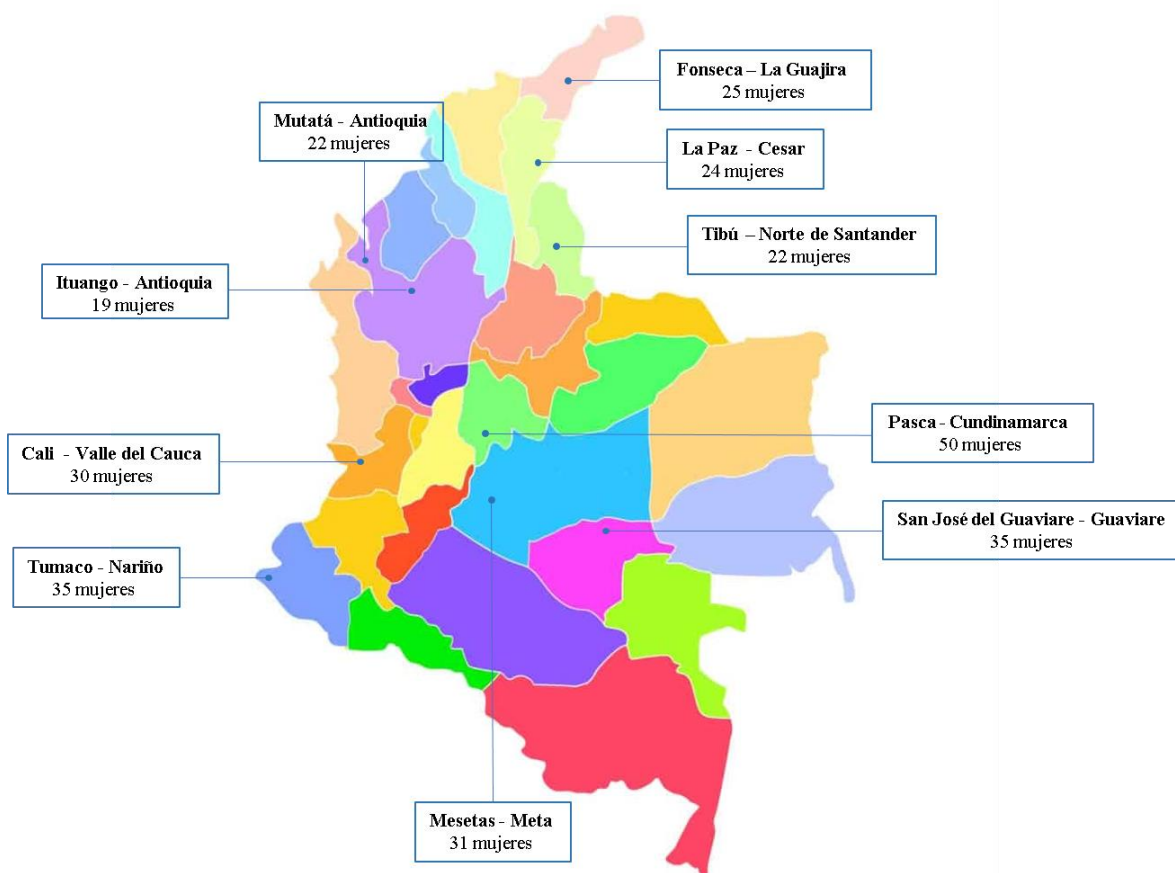 Fonseca – La Guajira
25 mujeres
Mutatá - Antioquia
22 mujeres
La Paz - Cesar
24 mujeres
Tibú – Norte de Santander
22 mujeres
Ituango - Antioquia
19 mujeres
Pasca - Cundinamarca
50 mujeres
Cali - Valle del Cauca
30 mujeres
San José del Guaviare - Guaviare
35 mujeres
Tumaco - Nariño
35 mujeres
Mesetas - Meta
31 mujeres